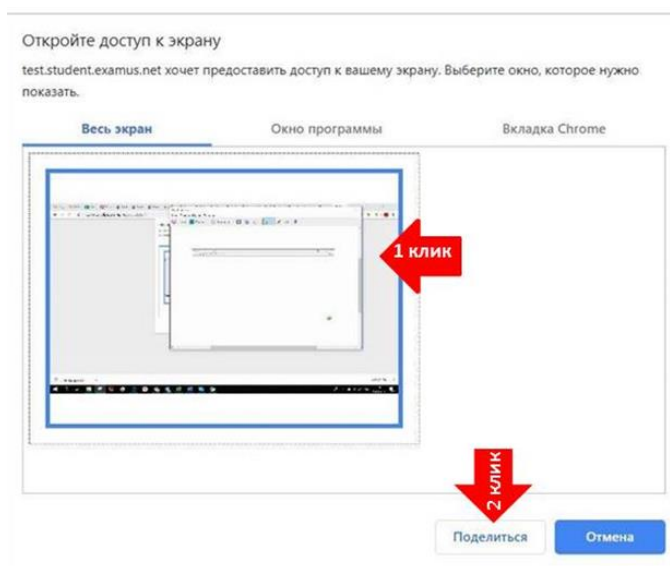 Откройте доступ к экрану
test.student.examus.net хочет предоставить доступ к вашему экрану. Выберите окно, которое нужно
показать.
Весь экран Окно программы Вкладка Chrome
1 клик
2 клик
Поделиться Отмена